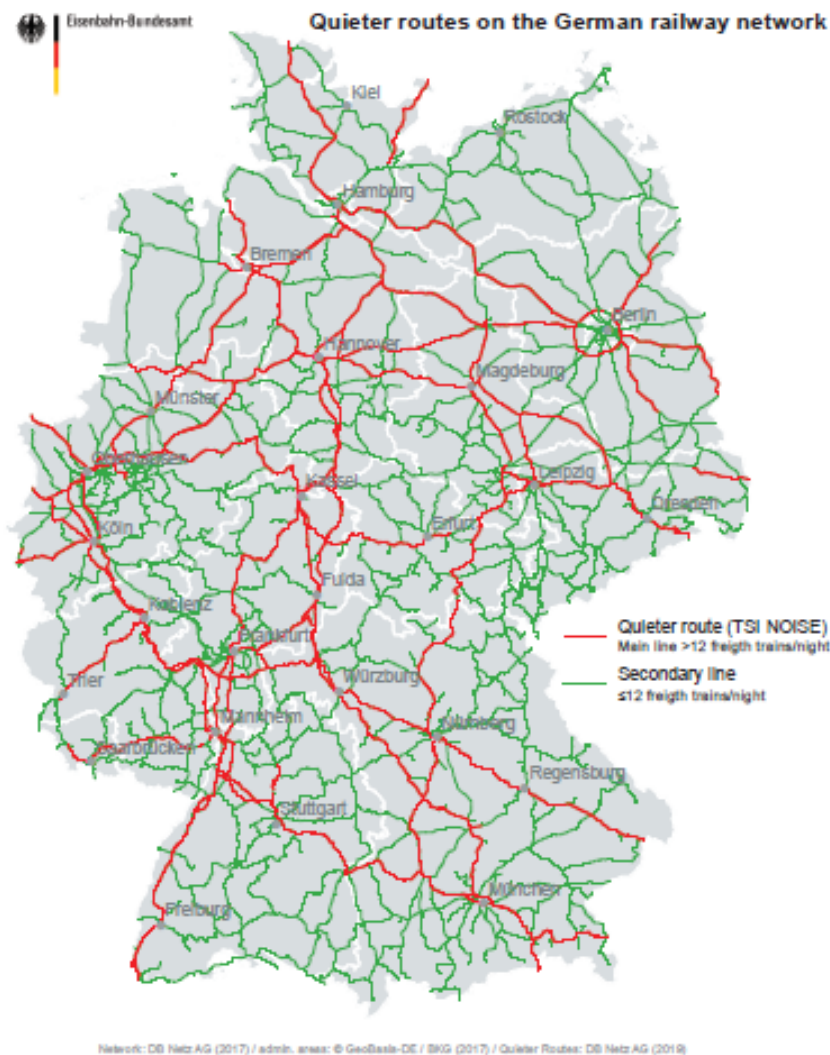 Eisenbahn-Bundesamt
Quieter routes on the German railway network
Kiel
Rostock
Hamburg
Bremen
Berlin
Hannover
Magdeburg
Münster
Oberhausen
Kassel
Leipzig
Dresden
Erfurt
Köln
Fulda
Koblenz
Frankfurt
Quieter route (TSI NOISE)
Main line >12 freigth trains/night
Secondary line
≤12 freigth trains/night
Trier
Würzburg
Mannheim
Nürnberg
Saarbrücken
Regensburg
Stuttgart
München
Freiburg
Network: DB Netz AG (2017) / admin. areas: © GeoBasis-DE / BKG (2017) / Quieter Routes: DB Netz AG (2019)